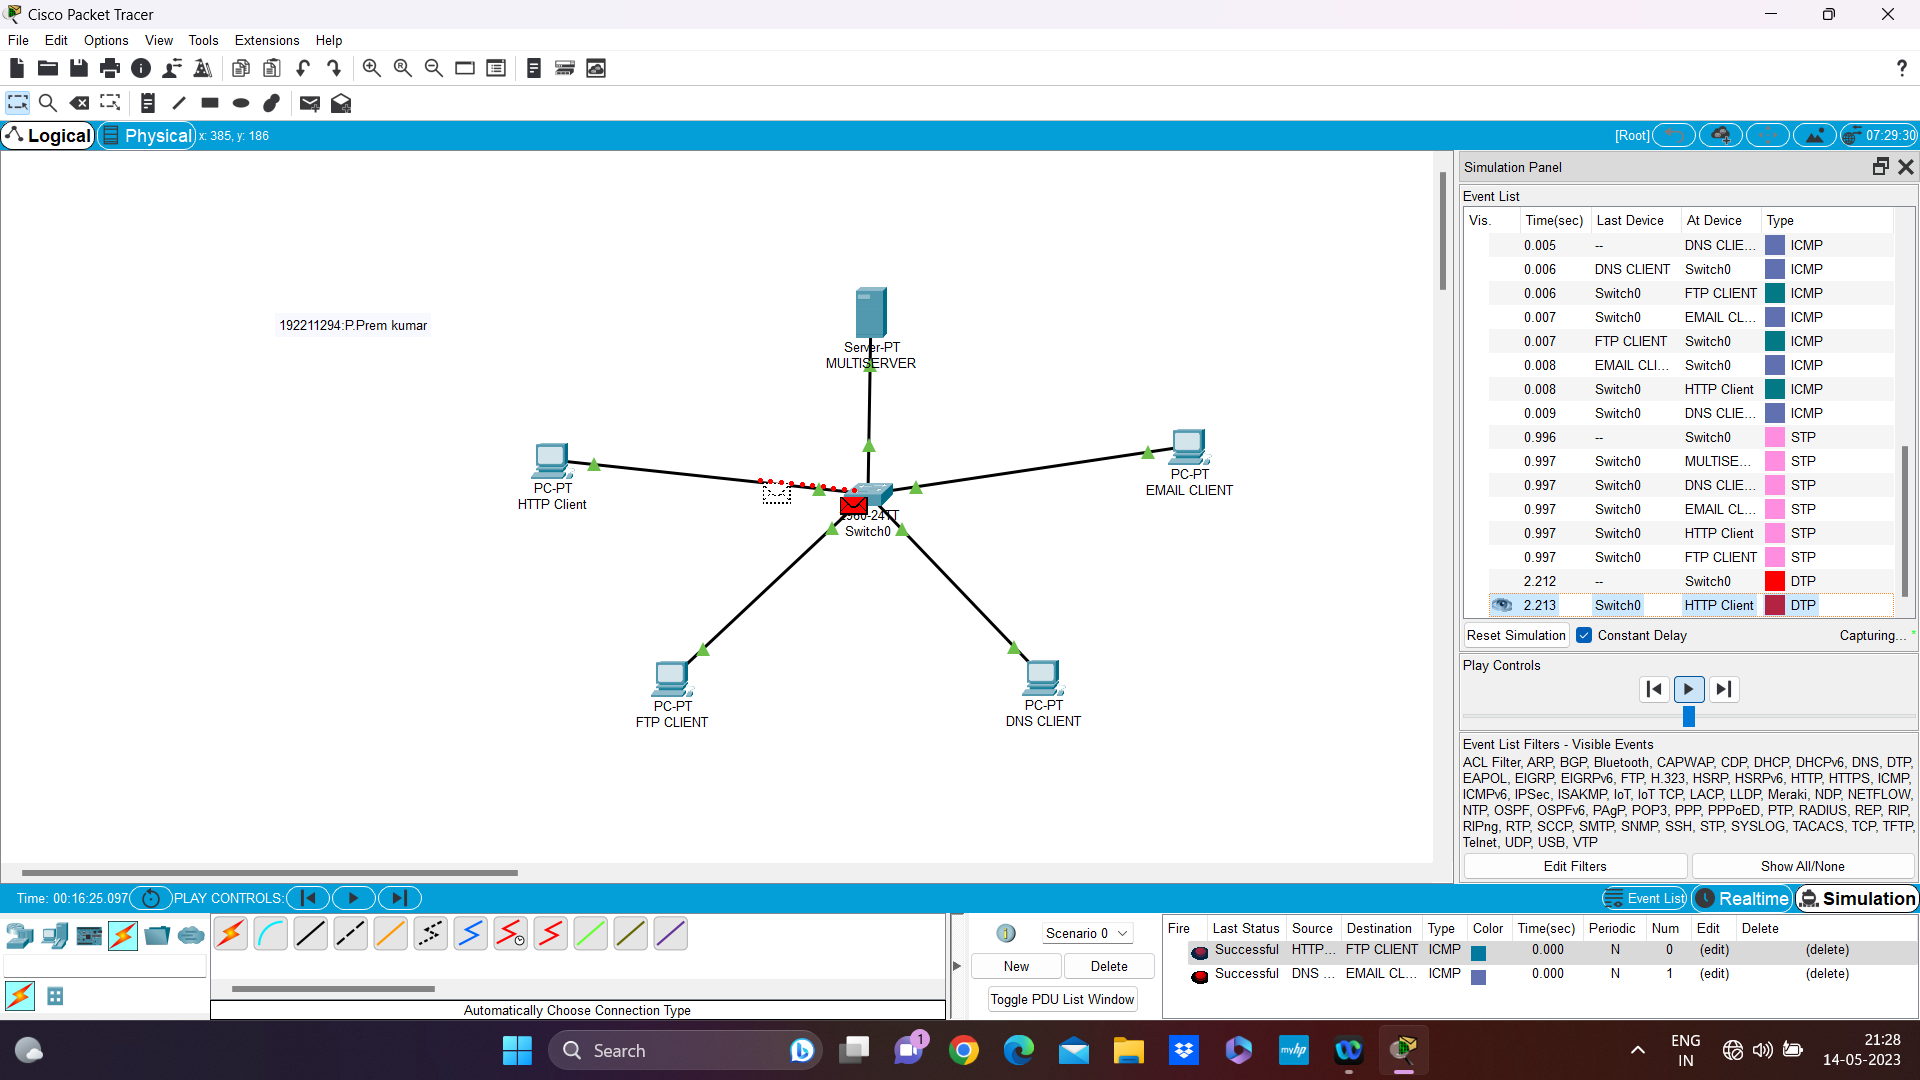 Cisco Packet Tracer
File Edit Options View Tools Extensions Help
?
Logical Physical x: 385, y: 186 [Root] 07:29:30
192211294:P.Prem kumar
Server-PT
MULTISERVER
PC-PT
HTTP Client
PC-PT
EMAIL CLIENT
Switch0
PC-PT
FTP CLIENT
PC-PT
DNS CLIENT
Simulation Panel
Event List
Vis. Time(sec) Last Device At Device Type
0.005 -- DNS CLIE... ICMP
0.006 DNS CLIENT Switch0 ICMP
0.006 Switch0 FTP CLIENT ICMP
0.007 Switch0 EMAIL CL... ICMP
0.007 FTP CLIENT Switch0 ICMP
0.008 EMAIL CLI... Switch0 ICMP
0.008 Switch0 HTTP Client ICMP
0.009 Switch0 DNS CLIE... ICMP
0.996 -- Switch0 STP
0.997 Switch0 MULTISE... STP
0.997 Switch0 DNS CLIE... STP
0.997 Switch0 EMAIL CL... STP
0.997 Switch0 HTTP Client STP
0.997 Switch0 FTP CLIENT STP
2.212 -- Switch0 DTP
2.213 Switch0 HTTP Client DTP
Reset Simulation Constant Delay Capturing...
Play Controls
Event List Filters - Visible Events
ACL Filter, ARP, BGP, Bluetooth, CAPWAP, CDP, DHCP, DHCPv6, DNS, DTP,
EAPOL, EIGRP, EIGRPv6, FTP, H.323, HSRP, HSRPv6, HTTP, HTTPS, ICMP,
ICMPv6, IPSec, ISAKMP, IoT, IoT TCP, LACP, LLDP, Meraki, NDP, NETFLOW,
NTP, OSPF, OSPFv6, PAgP, POP3, PPP, PPPoED, PTP, RADIUS, REP, RIP,
RIPng, RTP, SCCP, SMTP, SNMP, SSH, STP, SYSLOG, TACACS, TCP, TFTP,
Telnet, UDP, USB, VTP
Edit Filters Show All/None
Time: 00:16:25.097 PLAY CONTROLS: Event List Realtime Simulation
Scenario 0
New Delete
Toggle PDU List Window
Automatically Choose Connection Type
Fire Last Status Source Destination Type Color Time(sec) Periodic Num Edit Delete
Successful HTTP... FTP CLIENT ICMP 0.000 N 0 (edit) (delete)
Successful DNS ... EMAIL CL... ICMP 0.000 N 1 (edit) (delete)
Search
1
myhp
ENG
IN
21:28
14-05-2023